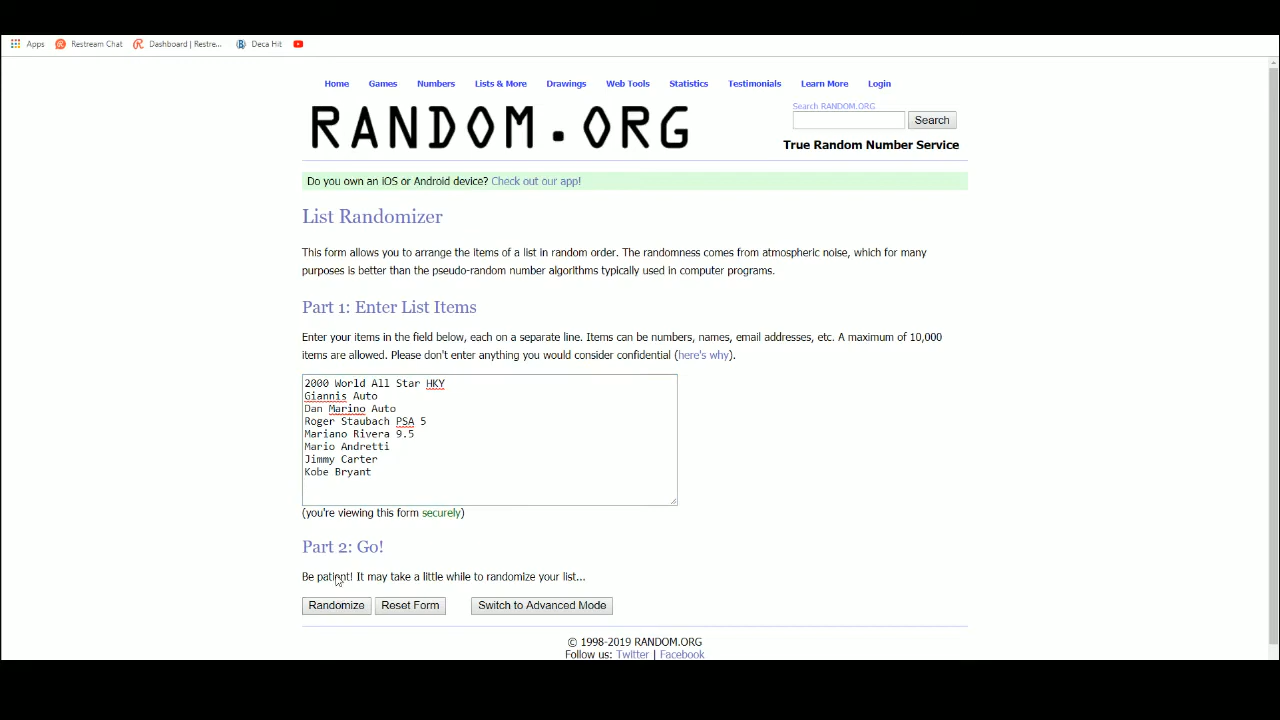 Apps Restream Chat Dashboard | Restre... Deca Hit
Home Games Numbers Lists & More Drawings Web Tools Statistics Testimonials Learn More Login
RANDOM.ORG
Search RANDOM.ORG
Search
True Random Number Service
Do you own an iOS or Android device? Check out our app!
List Randomizer
This form allows you to arrange the items of a list in random order. The randomness comes from atmospheric noise, which for many
purposes is better than the pseudo-random number algorithms typically used in computer programs.
Part 1: Enter List Items
Enter your items in the field below, each on a separate line. Items can be numbers, names, email addresses, etc. A maximum of 10,000
items are allowed. Please don't enter anything you would consider confidential (here's why).
2000 World All Star HKY
Giannis Auto
Dan Marino Auto
Roger Staubach PSA 5
Mariano Rivera 9.5
Mario Andretti
Jimmy Carter
Kobe Bryant
(you're viewing this form securely)
Part 2: Go!
Be patient! It may take a little while to randomize your list...
Randomize Reset Form Switch to Advanced Mode
© 1998-2019 RANDOM.ORG
Follow us: Twitter | Facebook